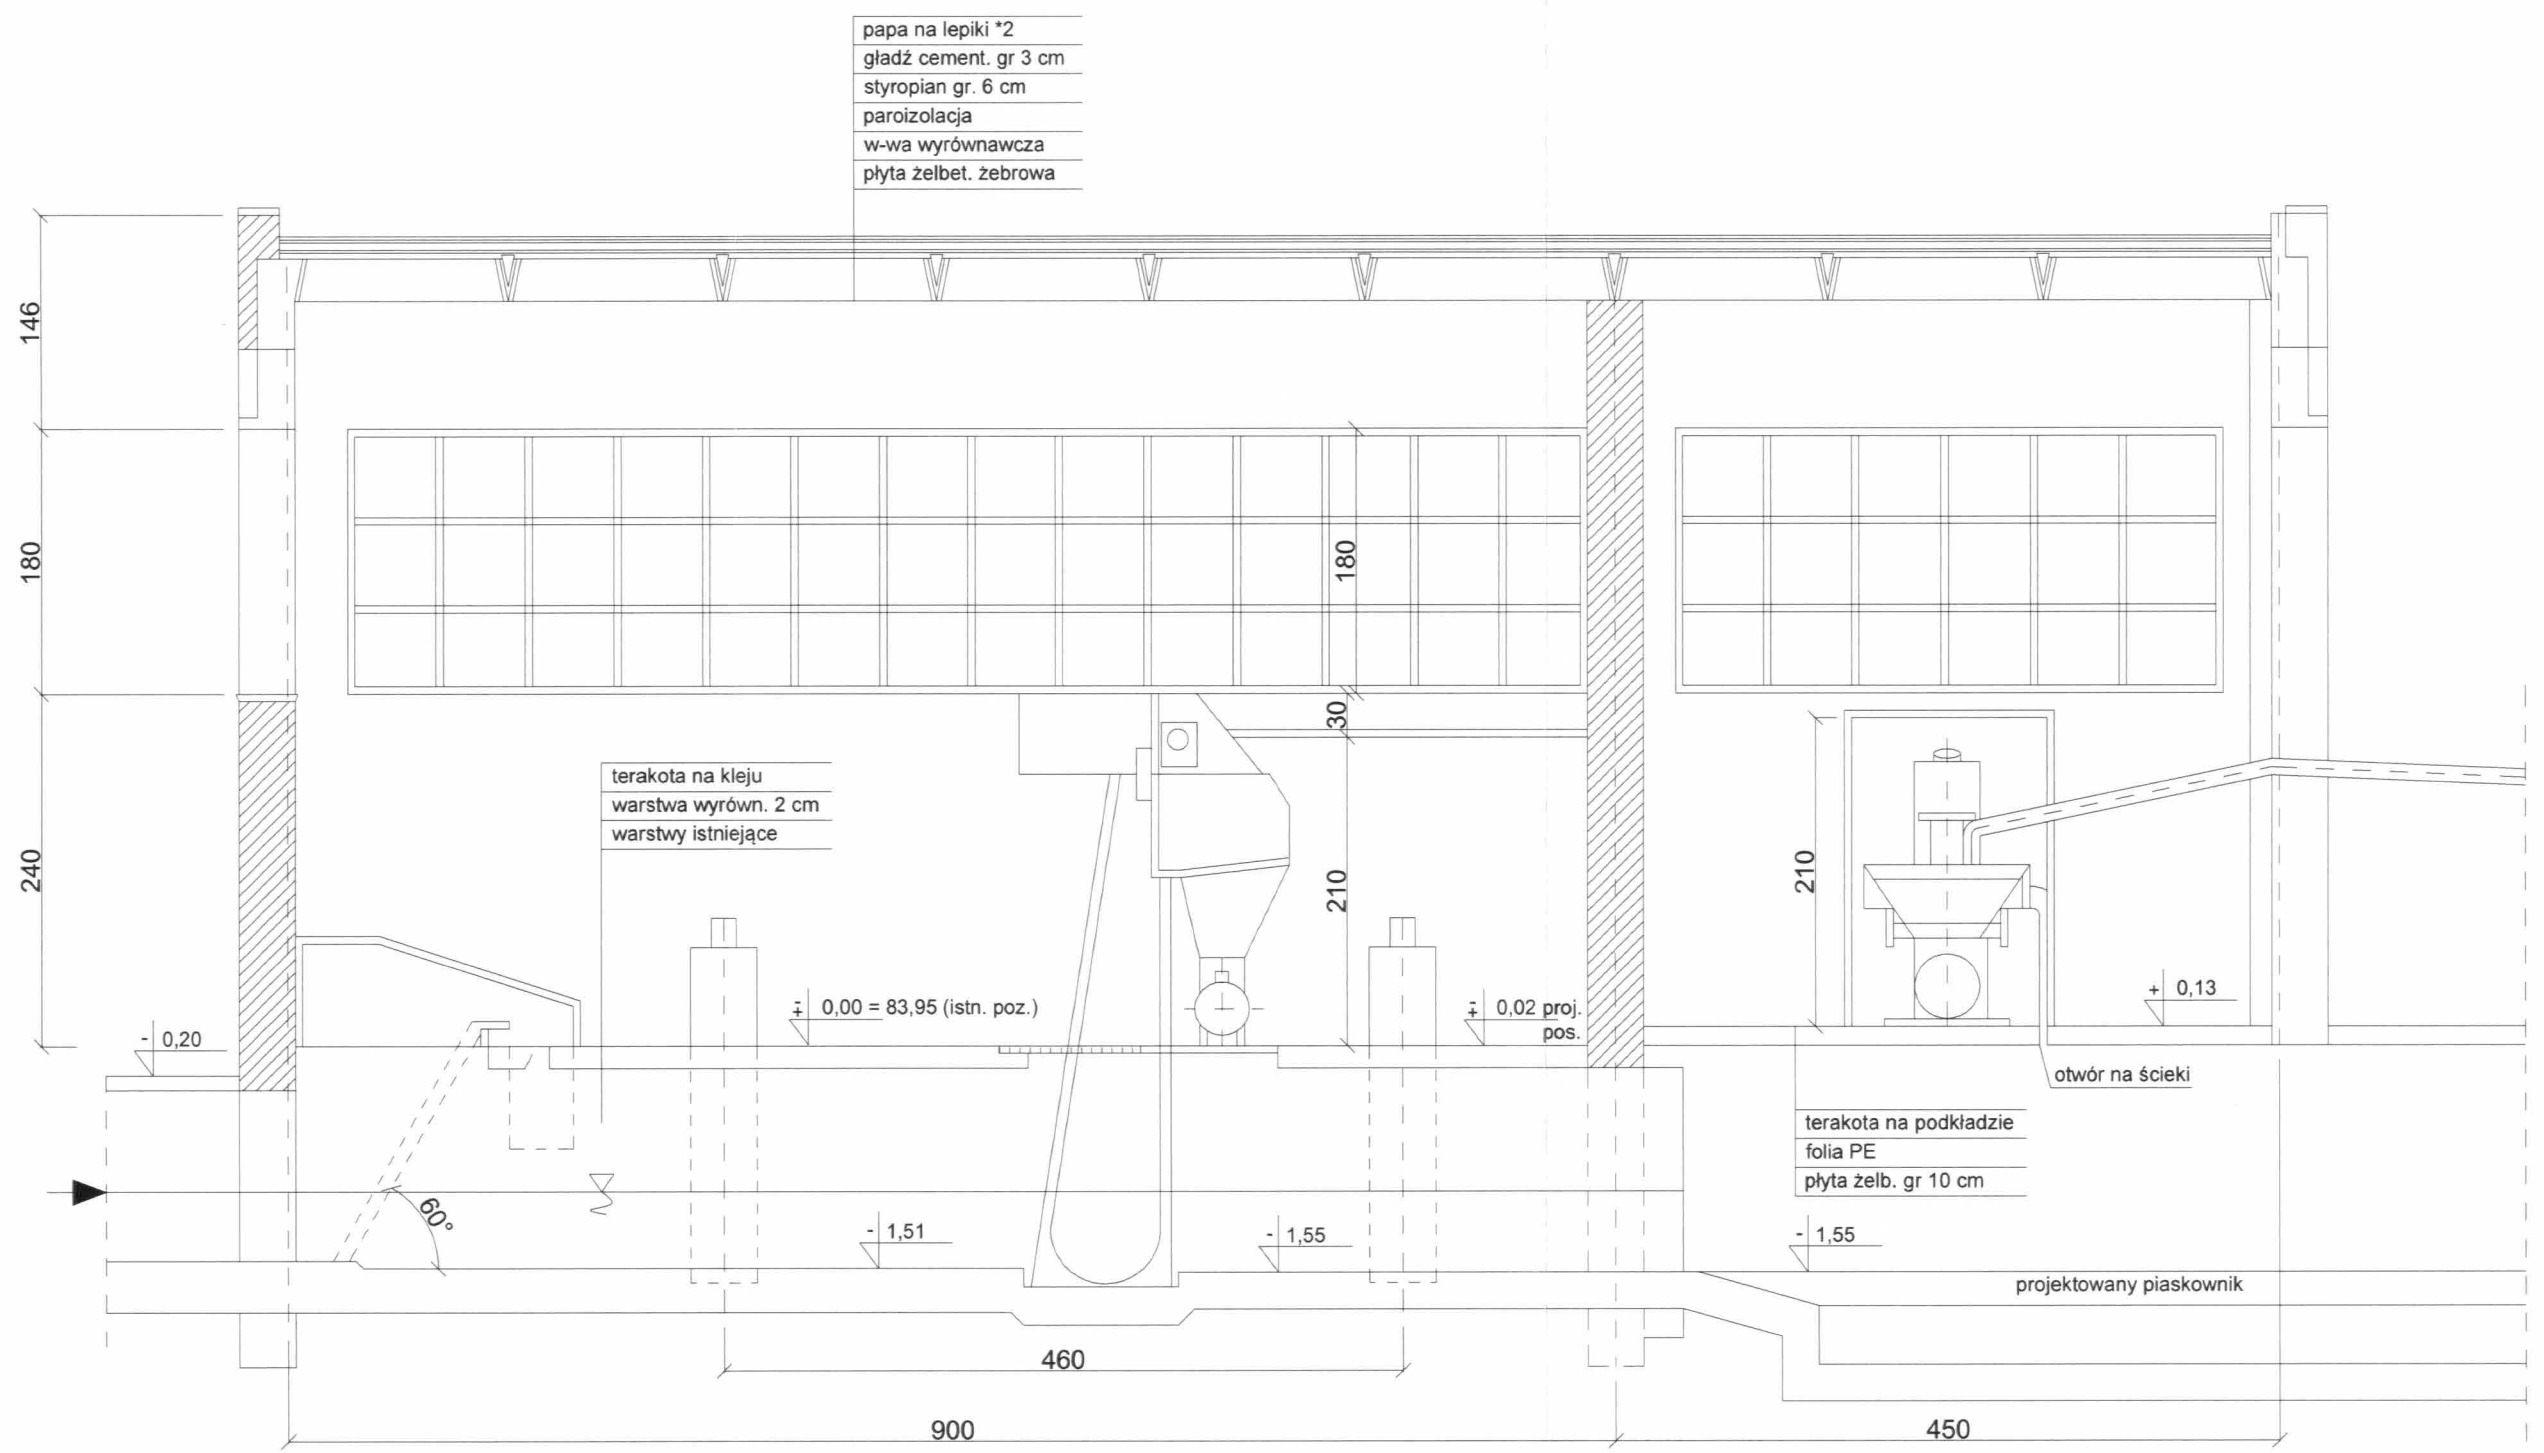 papa na lepiki *2
gładź cement. gr 3 cm
styropian gr. 6 cm
paroizolacja
w-wa wyrównawcza
płyta żelbet. żebrowa
146
180
180
30
terakota na kleju
warstwa wyrówn. 2 cm
warstwy istniejące
240
210
210
∓ 0,00 = 83,95 (istn. poz.)
∓ 0,02 proj.
pos.
+ 0,13
- 0,20
otwór na ścieki
terakota na podkładzie
folia PE
płyta żelb. gr 10 cm
60°
- 1,51
- 1,55
- 1,55
projektowany piaskownik
460
900
450